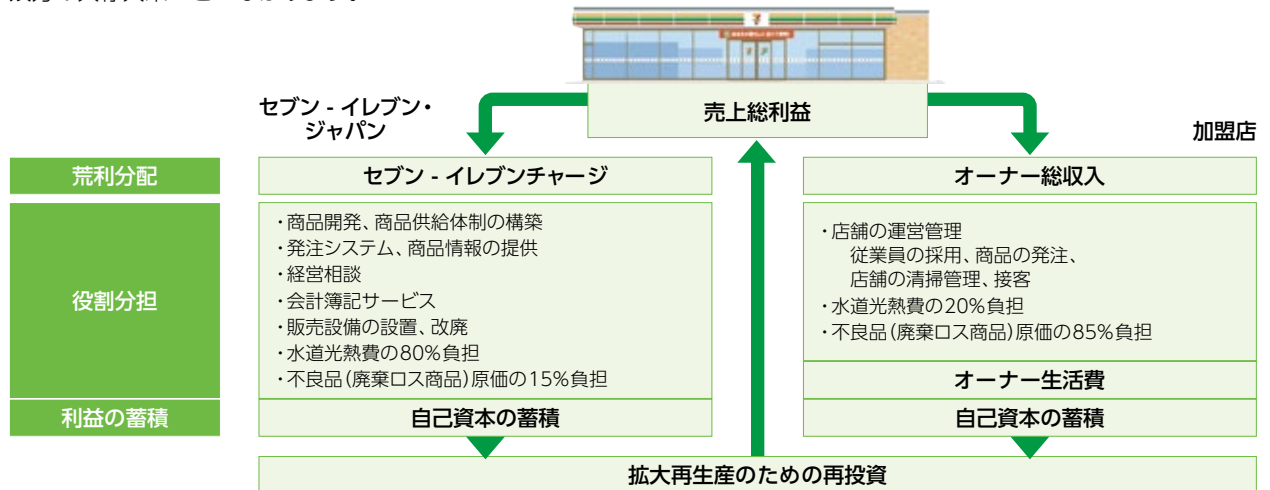 7
売上総利益
セブン‐イレブン・
ジャパン
加盟店
荒利分配
セブン‐イレブンチャージ
オーナー総収入
役割分担
・商品開発、商品供給体制の構築
・発注システム、商品情報の提供
・経営相談
・会計簿記サービス
・販売設備の設置、改廃
・水道光熱費の80%負担
・不良品(廃棄ロス商品)原価の15%負担
・店舗の運営管理
従業員の採用、商品の発注、
店舗の清掃管理、接客
・水道光熱費の20%負担
・不良品(廃棄ロス商品)原価の85%負担
オーナー生活費
利益の蓄積
自己資本の蓄積
自己資本の蓄積
拡大再生産のための再投資